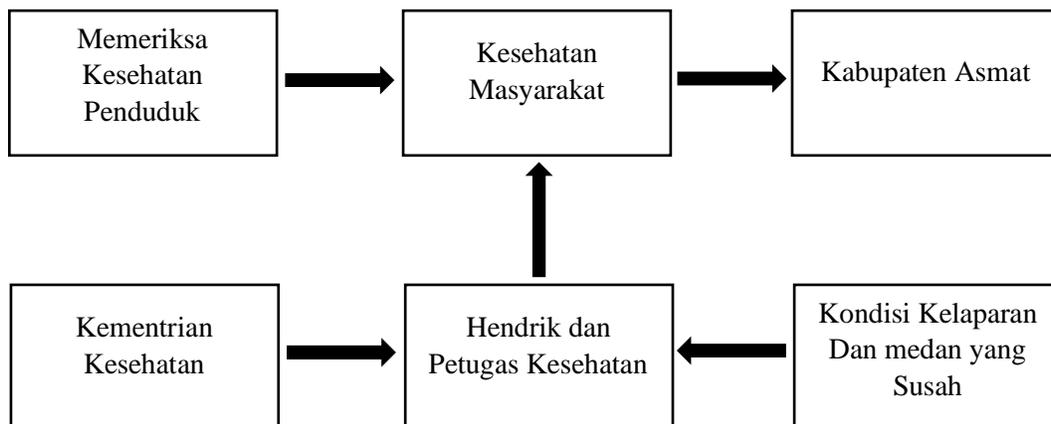 Memeriksa
Kesehatan
Penduduk
Kesehatan
Masyarakat
Kabupaten Asmat
Kementrian
Kesehatan
Hendrik dan
Petugas Kesehatan
Kondisi Kelaparan
Dan medan yang
Susah